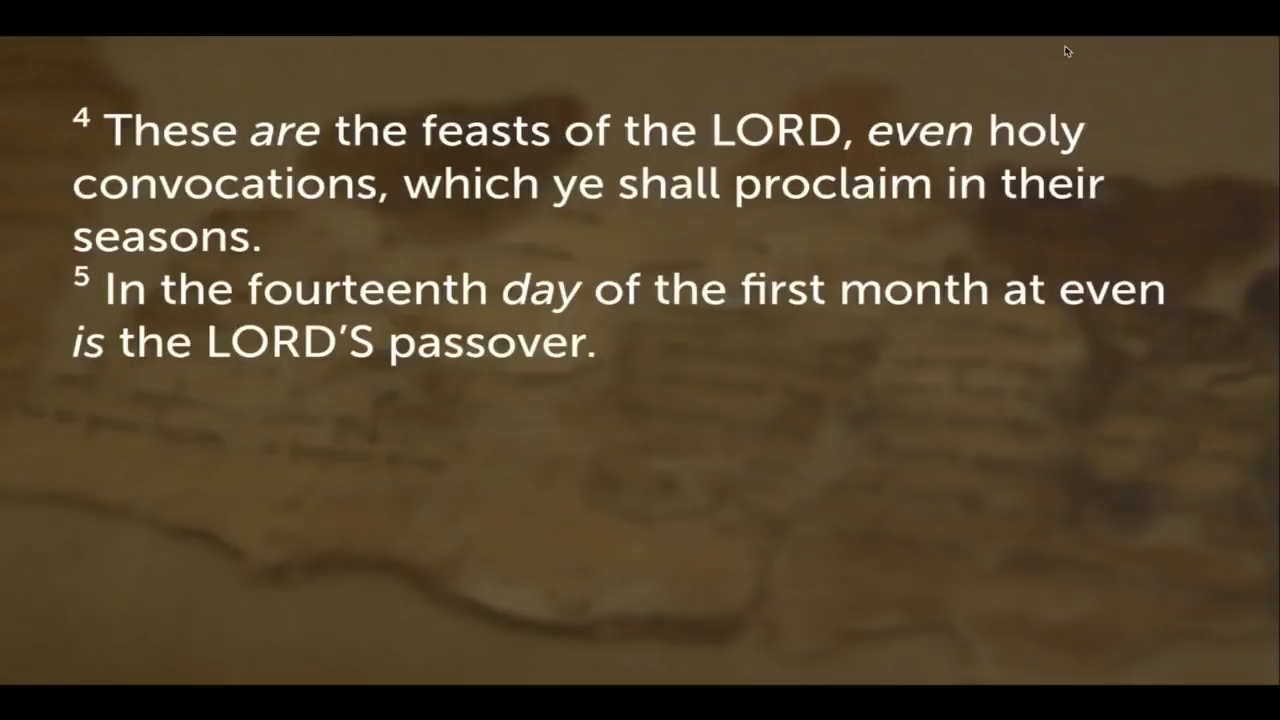 4 These are the feasts of the LORD, even holy
convocations, which ye shall proclaim in their
seasons.
5 In the fourteenth day of the first month at even
is the LORD’S passover.